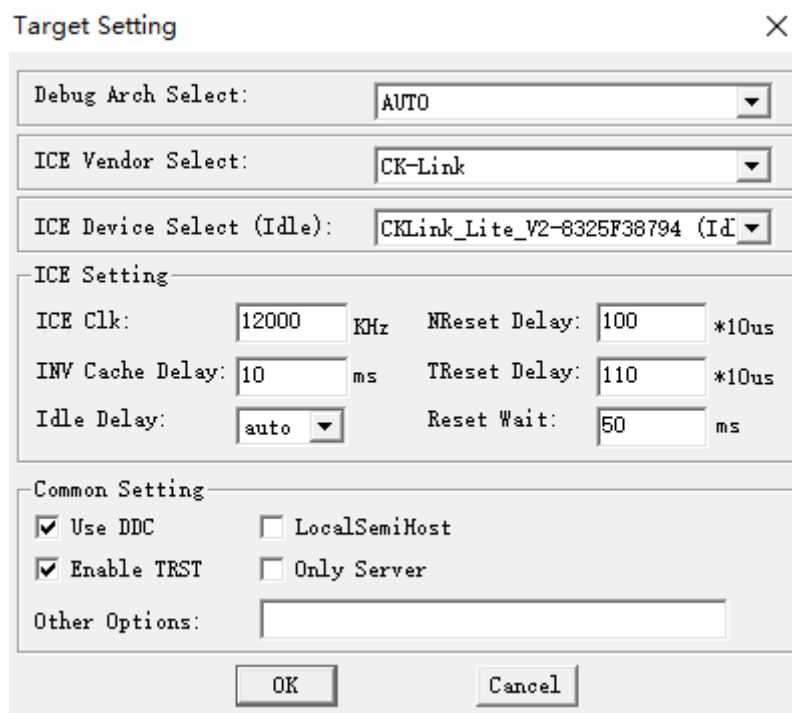 Target Setting
Debug Arch Select: AUTO
ICE Vendor Select: CK-Link
ICE Device Select (Idle): CKLink_Lite_V2-8325F38794 (Id
ICE Setting
ICE Clk: 12000 KHz NReset Delay: 100 *10us
INV Cache Delay: 10 ms TReset Delay: 110 *10us
Idle Delay: auto Reset Wait: 50 ms
Common Setting
Use DDC LocalSemiHost
Enable TRST Only Server
Other Options:
OK Cancel